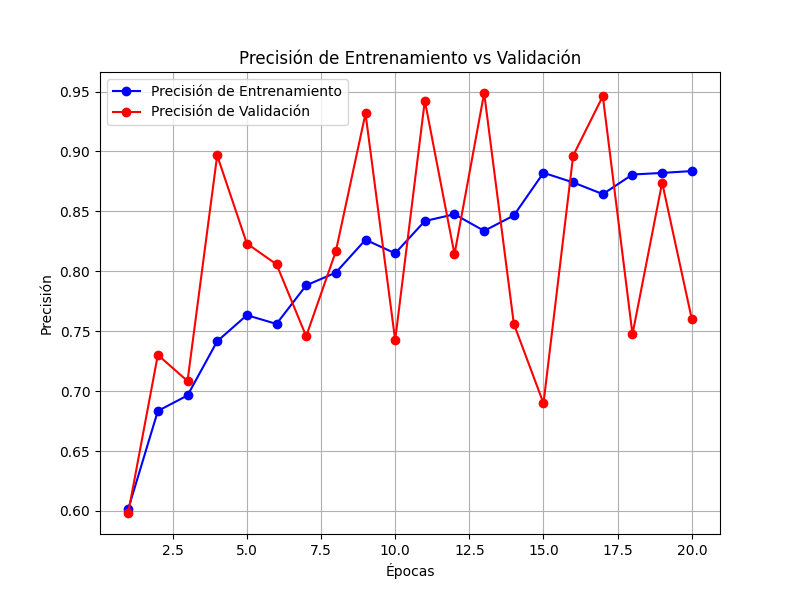 Precisión de Entrenamiento vs Validación
Precisión de Entrenamiento
Precisión de Validación
0.95
0.90
0.85
0.80
0.75
0.70
0.65
0.60
Precisión
2.5 5.0 7.5 10.0 12.5 15.0 17.5 20.0
Épocas